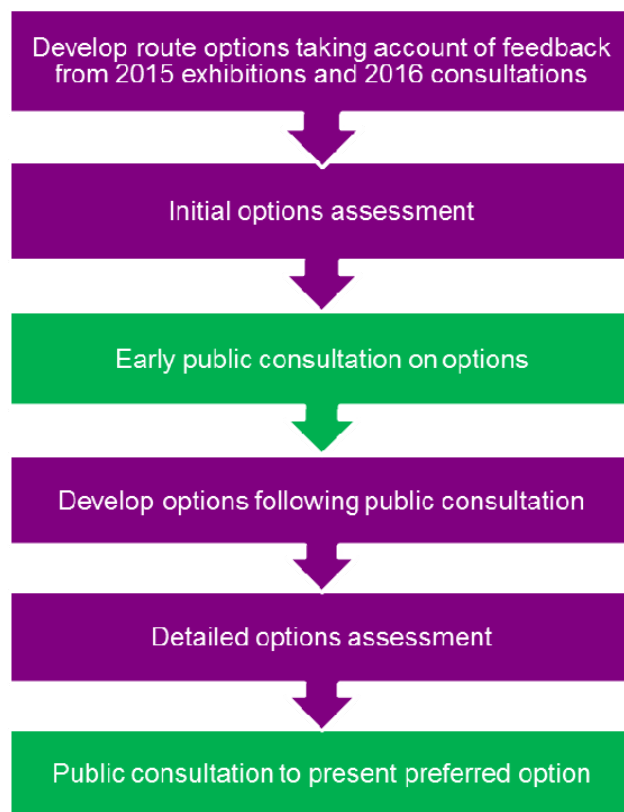 Develop route options taking account of feedback
from 2015 exhibitions and 2016 consultations
Initial options assessment
Early public consultation on options
Develop options following public consultation
Detailed options assessment
Public consultation to present preferred option